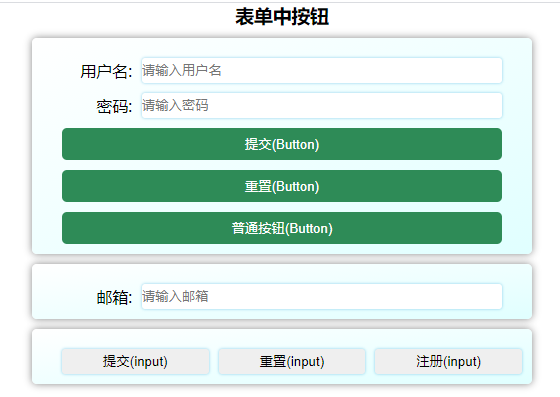 表单中按钮
用户名: 请输入用户名
密码: 请输入密码
提交(Button)
重置(Button)
普通按钮(Button)
邮箱: 请输入邮箱
提交(input) 重置(input) 注册(input)